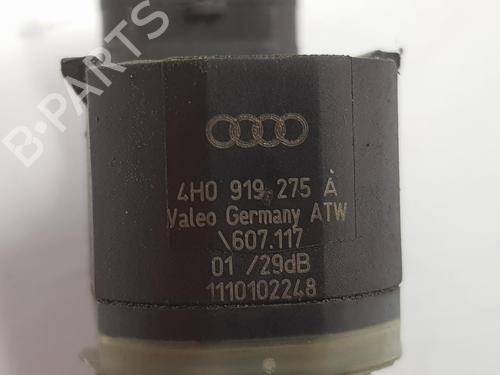 B-PARTS
4H0 919 275 A
Valeo Germany ATW
\607.117
01 /29dB
1110102248